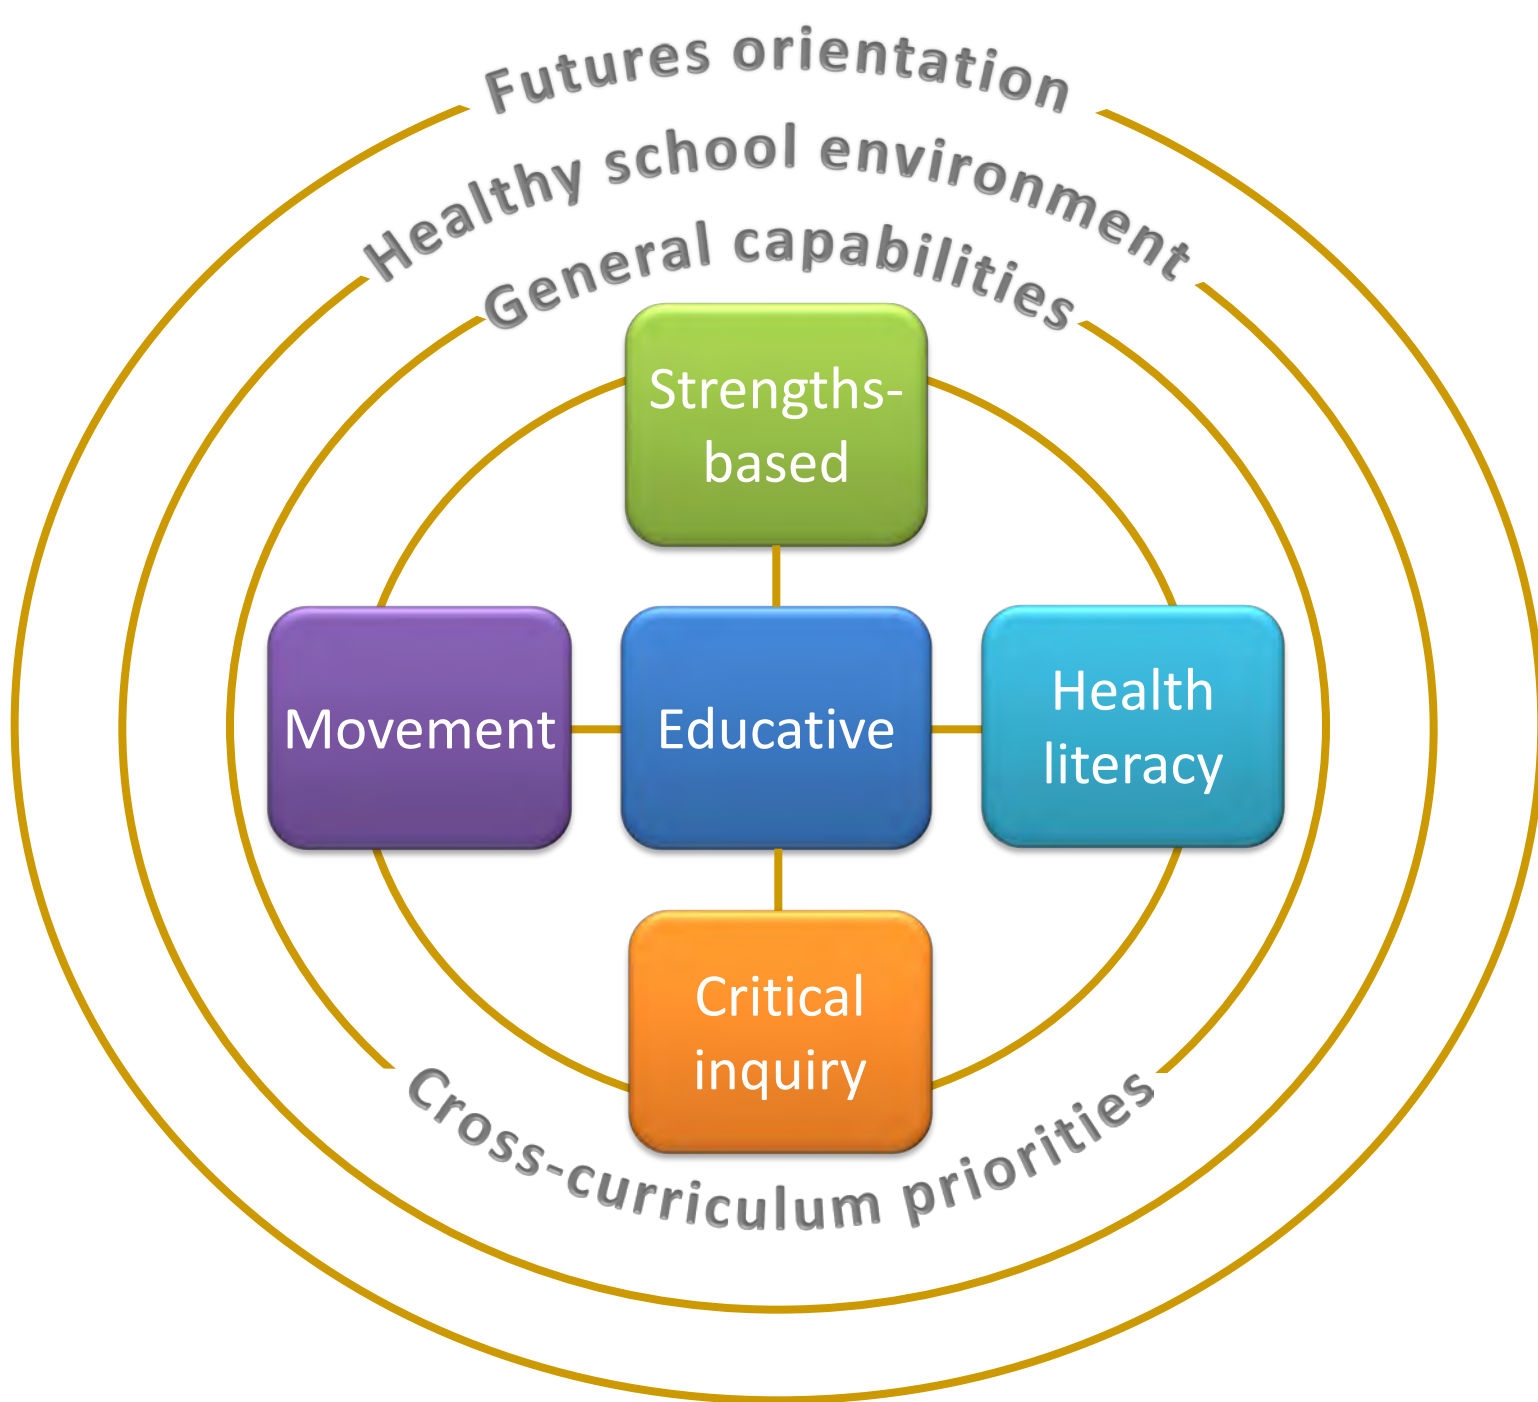 Futures orientation
Healthy school environment
General capabilities
Strengths-
based
Movement
Educative
Health
literacy
Critical
inquiry
Cross-curriculum priorities